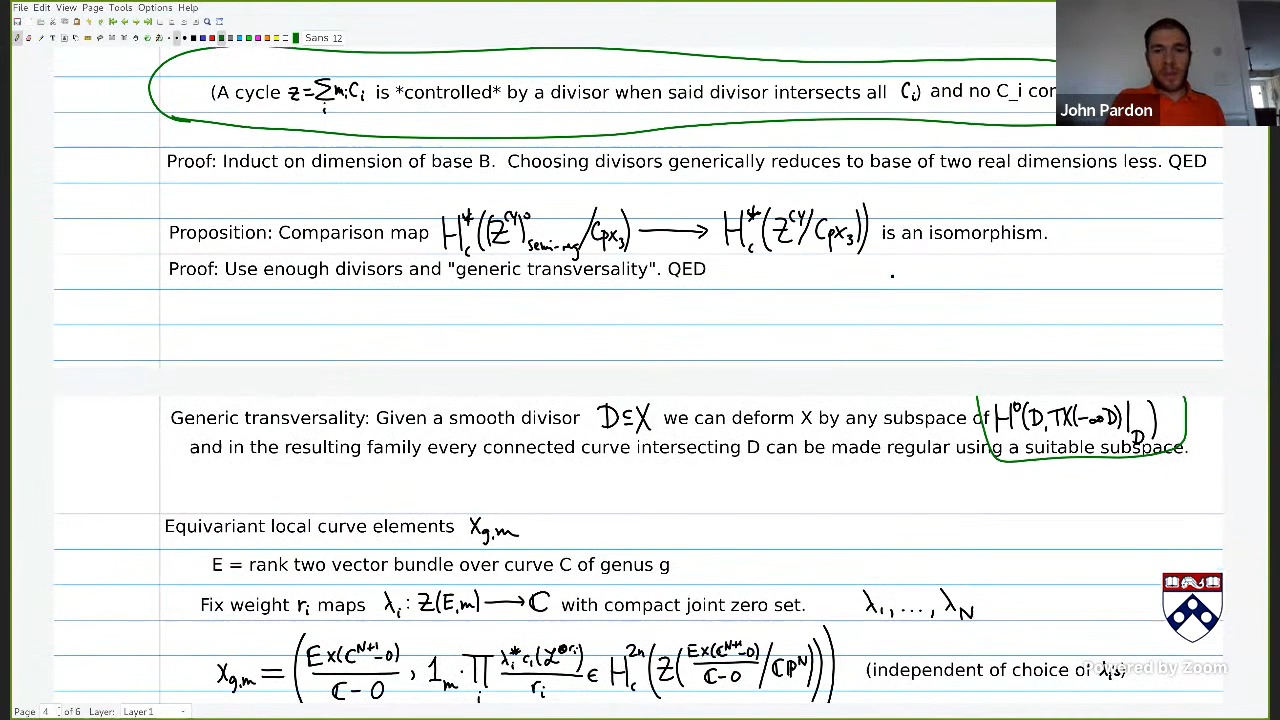 File Edit View Page Tools Options Help
Sans 12
(A cycle z=∑_i m_i C_i is *controlled* by a divisor when said divisor intersects all C_i) and no C_i
John Pardon
Proof: Induct on dimension of base B. Choosing divisors generically reduces to base of two real dimensions less. QED
Proposition: Comparison map H_c^*((Z^{CY})^o_{semi-reg}/Cpx_3) → H_c^*(Z^{CY}/Cpx_3)) is an isomorphism.
Proof: Use enough divisors and "generic transversality". QED
Generic transversality: Given a smooth divisor D⊆X we can deform X by any subspace of H^0(D,TX(-∞D)|_D)
and in the resulting family every connected curve intersecting D can be made regular using a suitable subspace.
Equivariant local curve elements x_{g,m}
E = rank two vector bundle over curve C of genus g
Fix weight r_i maps λ_i : Z(E,m) → ℂ with compact joint zero set. λ_1,...,λ_N
x_{g,m} = (E×(ℂ^{N+1}-0)/ℂ-0 , 1_m·∏_i λ_i^* c_1(L^{⊗r_i})/r_i ∈ H_c^{2n}(Z(E×(ℂ^{N+1}-0)/ℂ-0 /ℂP^N))) (independent of choice of λ_i's)
Powered by Zoom
Page 4 of 6 Layer: Layer 1